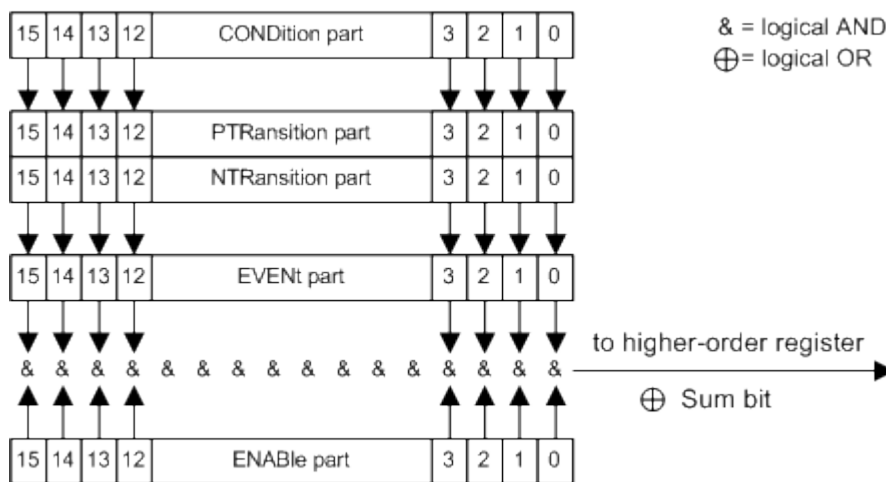 15 14 13 12 CONDition part 3 2 1 0
& = logical AND
⊕ = logical OR
15 14 13 12 PTRansition part 3 2 1 0
15 14 13 12 NTRansition part 3 2 1 0
15 14 13 12 EVENt part 3 2 1 0
& & & & & & & & & & & & & & & &
to higher-order register
⊕ Sum bit
15 14 13 12 ENABle part 3 2 1 0